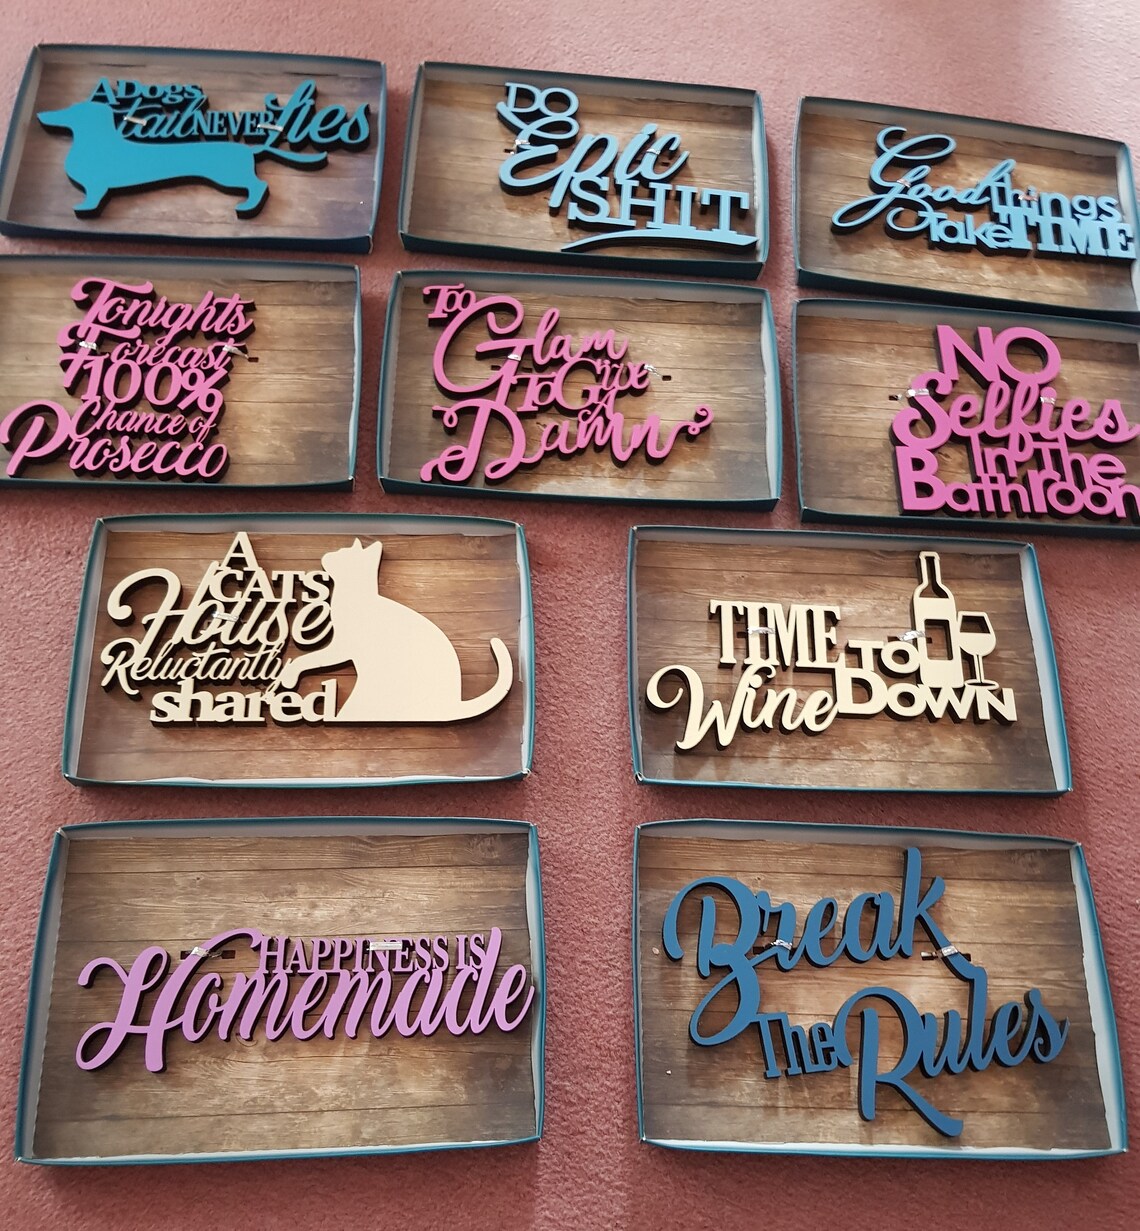 A Dogs
tail NEVER Lies
DO
Epic
SHIT
Good things
Take TIME
Tonights
Forecast
100%
Chance of
Prosecco
Too
Glam
To Give
A
Damn
NO
Selfies
In The
Bathroom
A
CATS
House
Reluctantly
shared
TIME
TO
Wine DOWN
HAPPINESS IS
Homemade
Break
The Rules